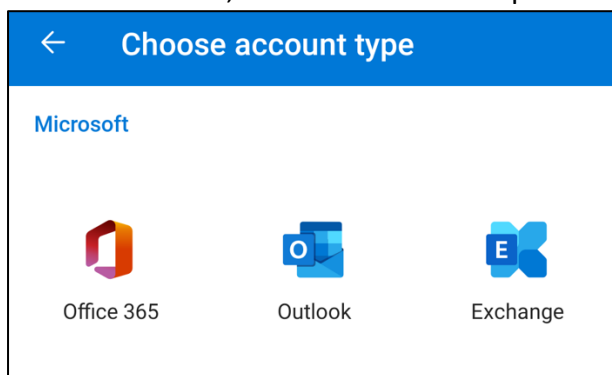 Choose account type
Microsoft
O
E
Office 365
Outlook
Exchange